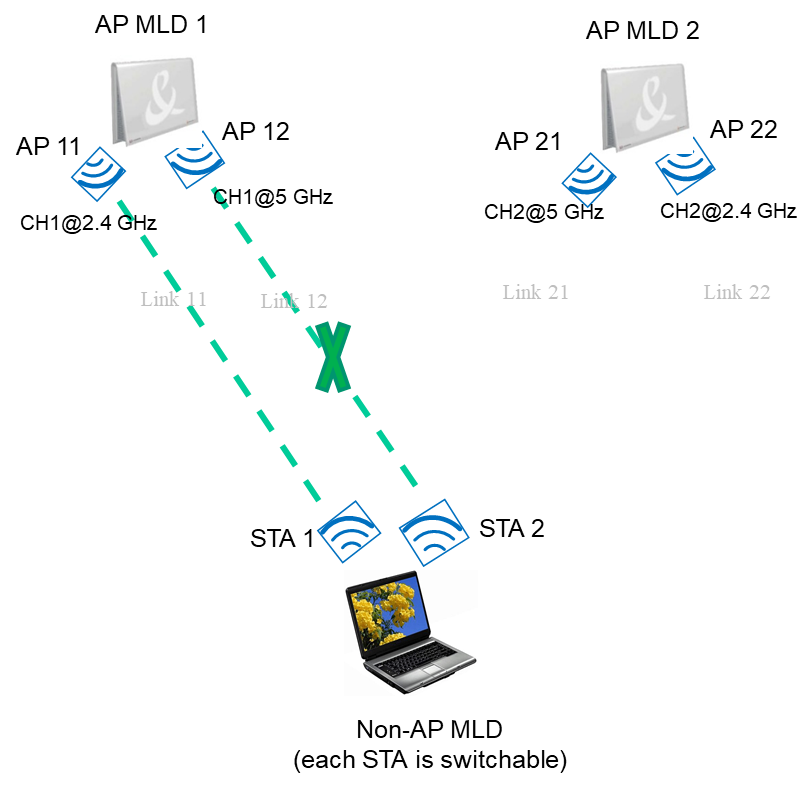 AP MLD 1
AP MLD 2
AP 11
AP 12
AP 21
AP 22
CH1@2.4 GHz
CH1@5 GHz
CH2@5 GHz
CH2@2.4 GHz
Link 11
Link 12
Link 21
Link 22
STA 1
STA 2
Non-AP MLD
(each STA is switchable)